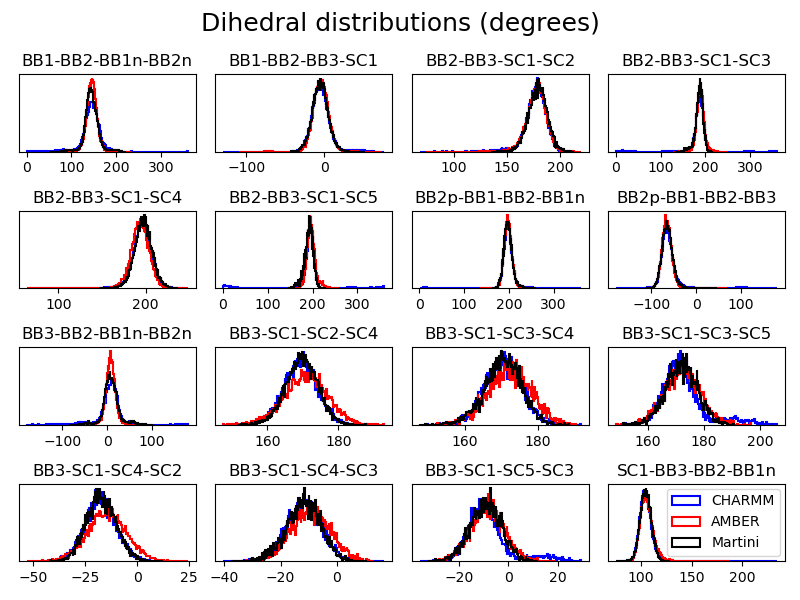 Dihedral distributions (degrees)
BB1-BB2-BB1n-BB2n BB1-BB2-BB3-SC1 BB2-BB3-SC1-SC2 BB2-BB3-SC1-SC3
0 100 200 300 −100 0 100 150 200 0 100 200 300
BB2-BB3-SC1-SC4 BB2-BB3-SC1-SC5 BB2p-BB1-BB2-BB1n BB2p-BB1-BB2-BB3
100 200 0 100 200 300 0 100 200 300 −100 0 100
BB3-BB2-BB1n-BB2n BB3-SC1-SC2-SC4 BB3-SC1-SC3-SC4 BB3-SC1-SC3-SC5
−100 0 100 160 180 160 180 160 180 200
BB3-SC1-SC4-SC2 BB3-SC1-SC4-SC3 BB3-SC1-SC5-SC3 SC1-BB3-BB2-BB1n
CHARMM
AMBER
Martini
−50 −25 0 25 −40 −20 0 −20 0 20 100 150 200